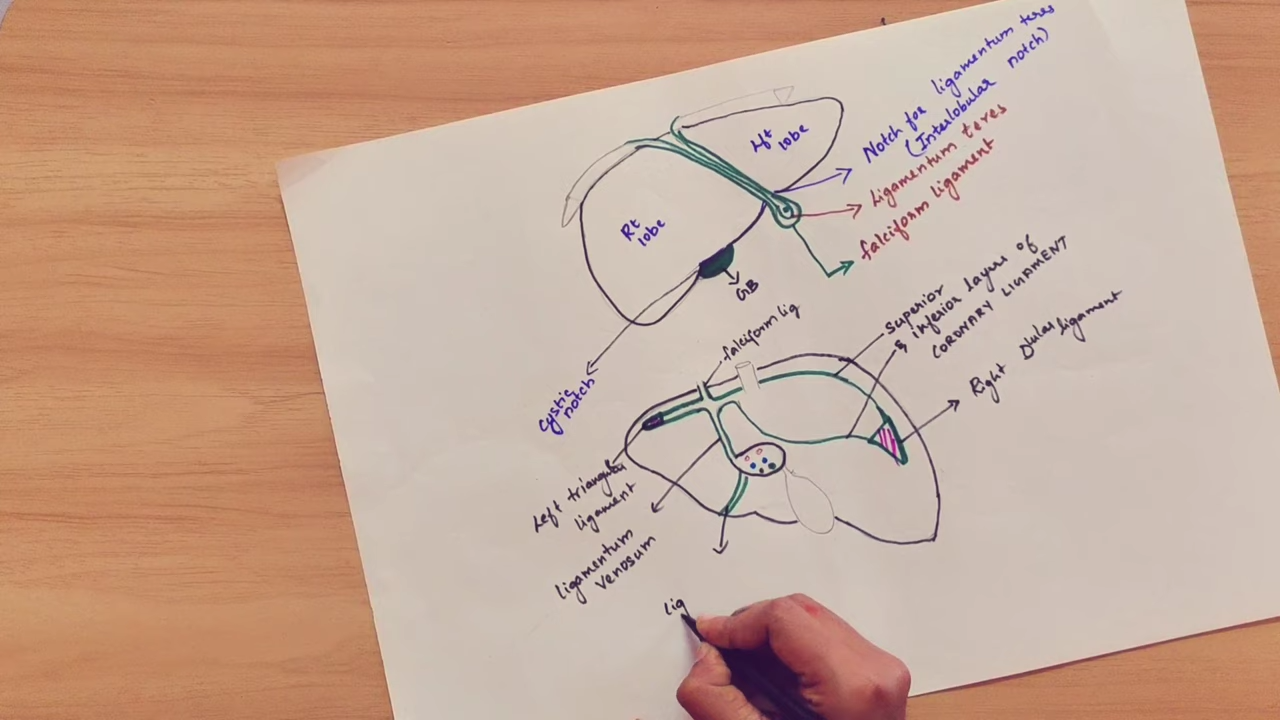 Notch for ligamentum teres
(Interlobular notch)
Ligamentum teres
falciform ligament
Lft
lobe
Rt
lobe
GB
cystic
notch
falciform lig
superior
& inferior layers of
CORONARY LIGAMENT
Right
ligament
Left triangular
ligament
Ligamentum
venosum
Lig